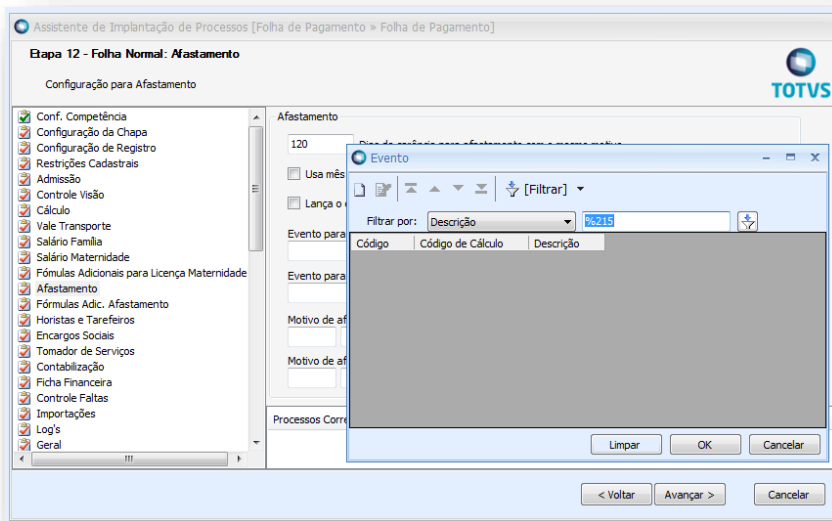 Assistente de Implantação de Processos [Folha de Pagamento » Folha de Pagamento]
Etapa 12 - Folha Normal: Afastamento
Configuração para Afastamento
TOTVS
Conf. Competência
Configuração da Chapa
Configuração de Registro
Restrições Cadastrais
Admissão
Controle Visão
Cálculo
Vale Transporte
Salário Família
Salário Maternidade
Fómulas Adicionais para Licença Maternidade
Afastamento
Fórmulas Adic. Afastamento
Horistas e Tarefeiros
Encargos Sociais
Tomador de Serviços
Contabilização
Ficha Financeira
Controle Faltas
Importações
Log's
Geral
Afastamento
120
Usa mês
Lança o
Evento para
Evento para
Motivo de af
Motivo de af
Processos Corre
Evento
[Filtrar]
Filtrar por: Descrição %215
Código Código de Cálculo Descrição
Limpar OK Cancelar
< Voltar Avançar > Cancelar